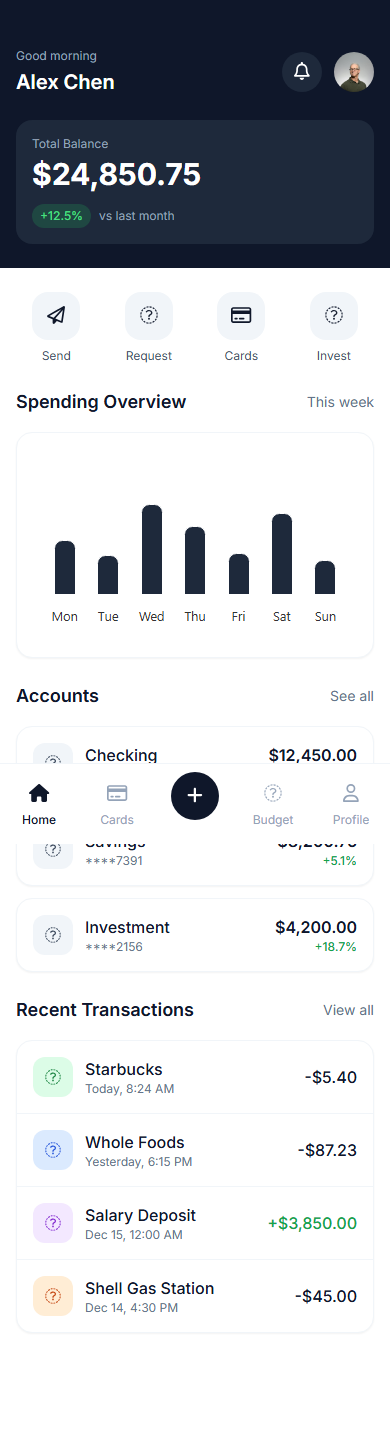 Good morning
Alex Chen
Total Balance
$24,850.75
+12.5% vs last month
Send Request Cards Invest
Spending Overview This week
Mon Tue Wed Thu Fri Sat Sun
Accounts See all
Checking $12,450.00
Home Cards Budget Profile
Savings
****7391 +5.1%
Investment $4,200.00
****2156 +18.7%
Recent Transactions View all
Starbucks -$5.40
Today, 8:24 AM
Whole Foods -$87.23
Yesterday, 6:15 PM
Salary Deposit +$3,850.00
Dec 15, 12:00 AM
Shell Gas Station -$45.00
Dec 14, 4:30 PM